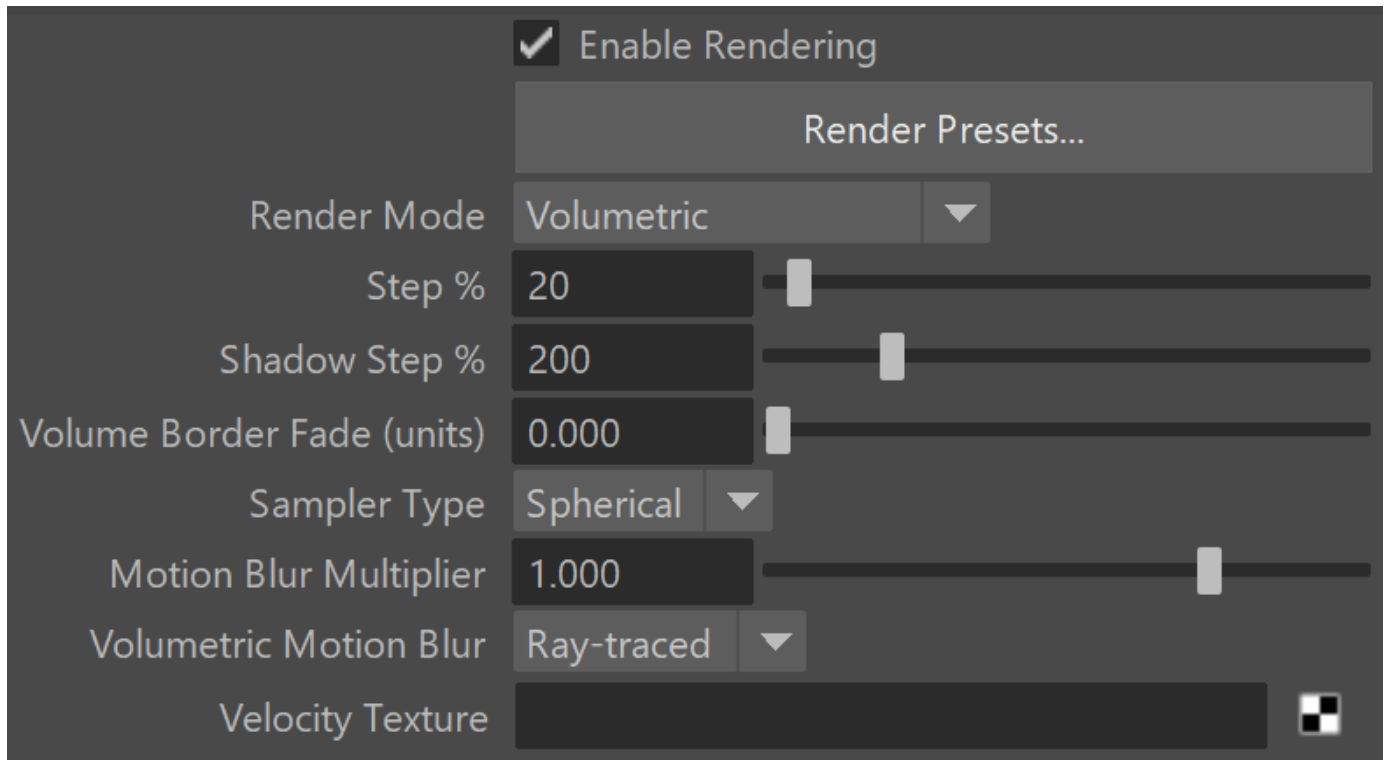 Enable Rendering
Render Presets...
Render Mode Volumetric
Step % 20
Shadow Step % 200
Volume Border Fade (units) 0.000
Sampler Type Spherical
Motion Blur Multiplier 1.000
Volumetric Motion Blur Ray-traced
Velocity Texture